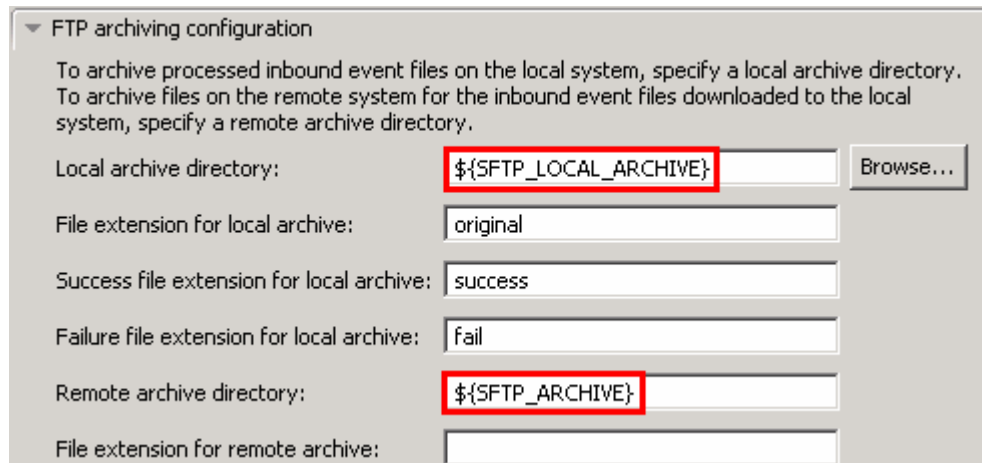 FTP archiving configuration
To archive processed inbound event files on the local system, specify a local archive directory.
To archive files on the remote system for the inbound event files downloaded to the local
system, specify a remote archive directory.
Local archive directory: ${SFTP_LOCAL_ARCHIVE} Browse...
File extension for local archive: original
Success file extension for local archive: success
Failure file extension for local archive: fail
Remote archive directory: ${SFTP_ARCHIVE}
File extension for remote archive: